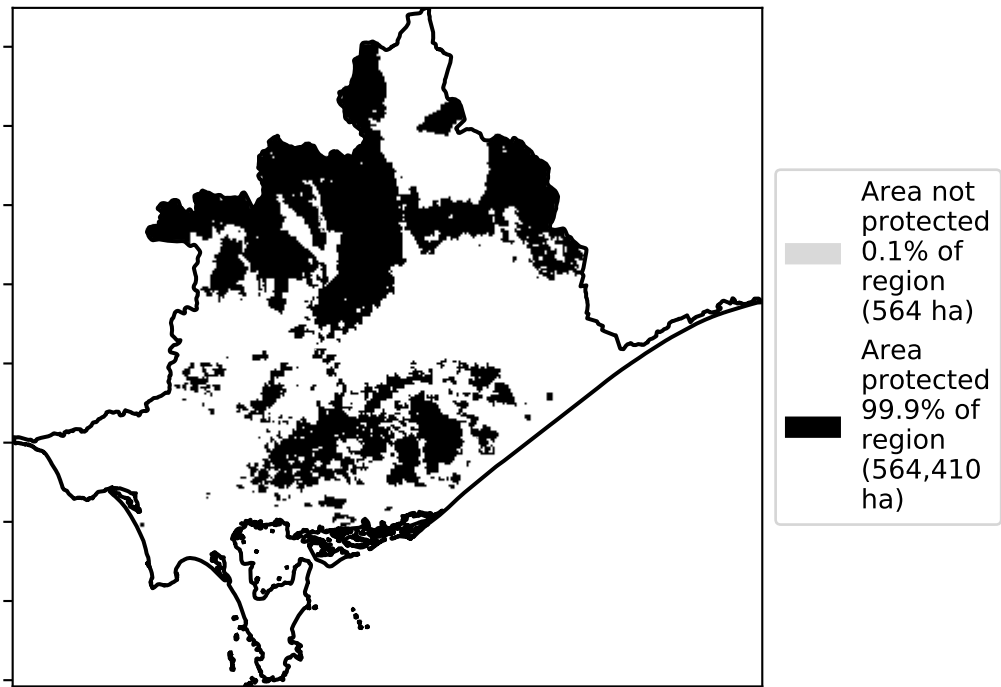 Area not
protected
0.1% of
region
(564 ha)
Area
protected
99.9% of
region
(564,410
ha)